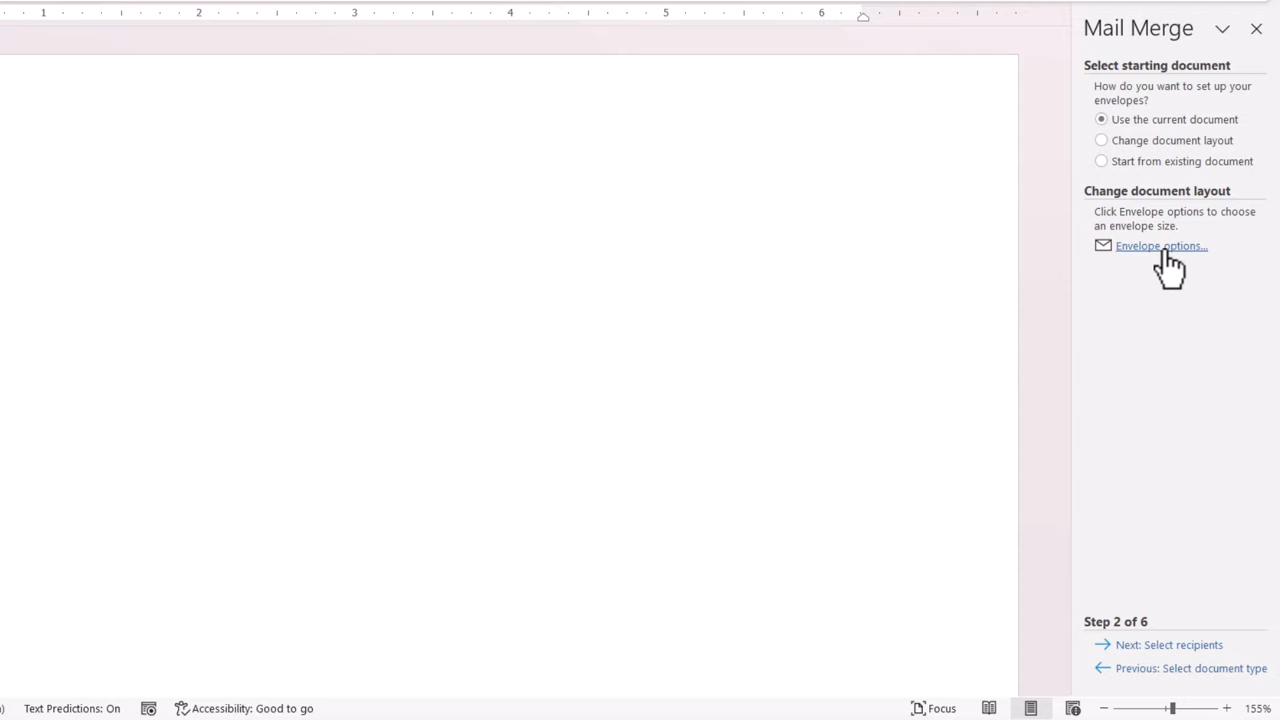 1 2 3 4 5 6
Mail Merge
Select starting document
How do you want to set up your
envelopes?
Use the current document
Change document layout
Start from existing document
Change document layout
Click Envelope options to choose
an envelope size.
Envelope options...
Step 2 of 6
Next: Select recipients
Previous: Select document type
) Text Predictions: On Accessibility: Good to go Focus 155%